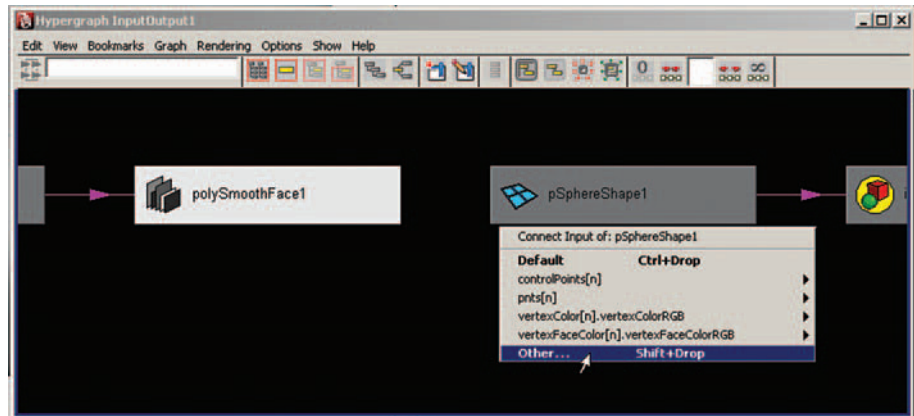 Hypergraph InputOutput1
Edit View Bookmarks Graph Rendering Options Show Help
0
∞
polySmoothFace1
pSphereShape1
Connect Input of: pSphereShape1
Default Ctrl+Drop
controlPoints[n]
pnts[n]
vertexColor[n].vertexColorRGB
vertexFaceColor[n].vertexFaceColorRGB
Other... Shift+Drop